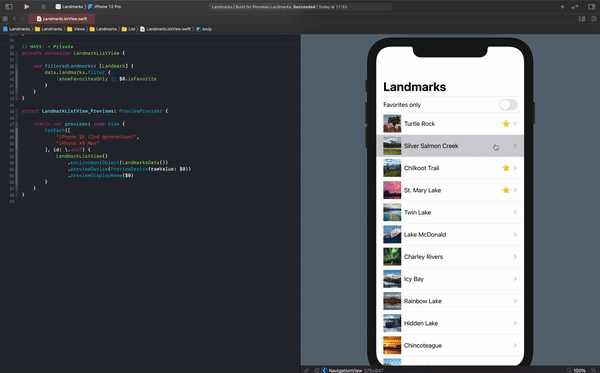 Landmarks
iPhone 13 Pro
Landmarks | Build for Previews Landmarks: Succeeded | Today at 17:23
LandmarkListView.swift
Landmarks
Landmarks
Views
Landmarks
List
LandmarkListView.swift
body
// MARK: - Private
private extension LandmarkListView {
var filteredLandmarks: [Landmark] {
data.landmarks.filter {
!showFavoritesOnly || $0.isFavorite
}
}
}
struct LandmarkListView_Previews: PreviewProvider {
static var previews: some View {
ForEach([
"iPhone SE (2nd generation)",
"iPhone XS Max"
], id: \.self) {
LandmarkListView()
.environmentObject(LandmarksData())
.previewDevice(PreviewDevice(rawValue: $0))
.previewDisplayName($0)
}
}
}
Landmarks
Favorites only
Turtle Rock
Silver Salmon Creek
Chilkoot Trail
St. Mary Lake
Twin Lake
Lake McDonald
Charley Rivers
Icy Bay
Rainbow Lake
Hidden Lake
Chincoteague
NavigationView 375×647
100%